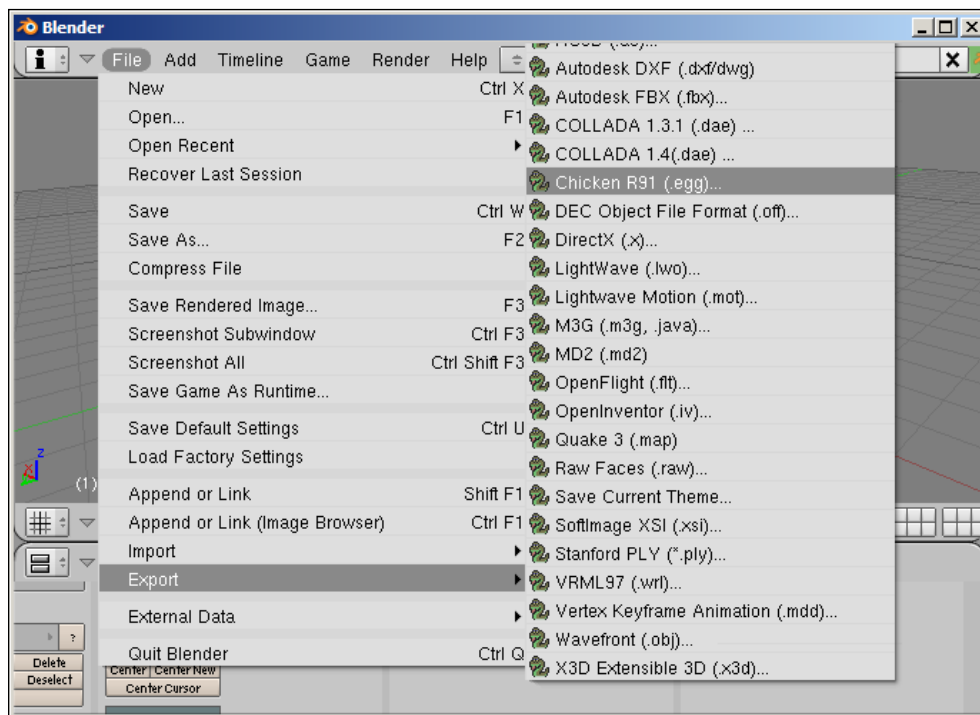 Blender
File Add Timeline Game Render Help
New Ctrl X
Open... F1
Open Recent
Recover Last Session
Save Ctrl W
Save As... F2
Compress File
Save Rendered Image... F3
Screenshot Subwindow Ctrl F3
Screenshot All Ctrl Shift F3
Save Game As Runtime...
Save Default Settings Ctrl U
Load Factory Settings
Append or Link Shift F1
Append or Link (Image Browser) Ctrl F1
Import
Export
External Data
Quit Blender Ctrl Q
Autodesk DXF (.dxf/dwg)
Autodesk FBX (.fbx)...
COLLADA 1.3.1 (.dae) ...
COLLADA 1.4(.dae) ...
Chicken R91 (.egg)...
DEC Object File Format (.off)...
DirectX (.x)...
LightWave (.lwo)...
Lightwave Motion (.mot)...
M3G (.m3g, .java)...
MD2 (.md2)
OpenFlight (.flt)...
OpenInventor (.iv)...
Quake 3 (.map)
Raw Faces (.raw)...
Save Current Theme...
SoftImage XSI (.xsi)...
Stanford PLY (*.ply)...
VRML97 (.wrl)...
Vertex Keyframe Animation (.mdd)...
Wavefront (.obj)...
X3D Extensible 3D (.x3d)...
z
x
(1)
?
Delete
Deselect
Center Center New
Center Cursor